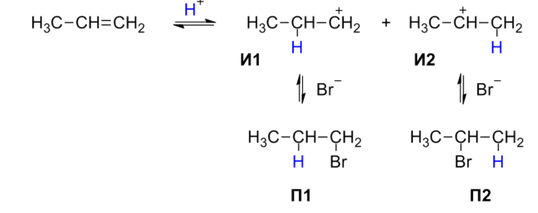 H⁺
H₃C–CH=CH₂ ⇌ H₃C–CH–CH₂⁺ + H₃C–CH⁺–CH₂
H H
И1 И2
Br⁻ Br⁻
H₃C–CH–CH₂ H₃C–CH–CH₂
H Br Br H
П1 П2